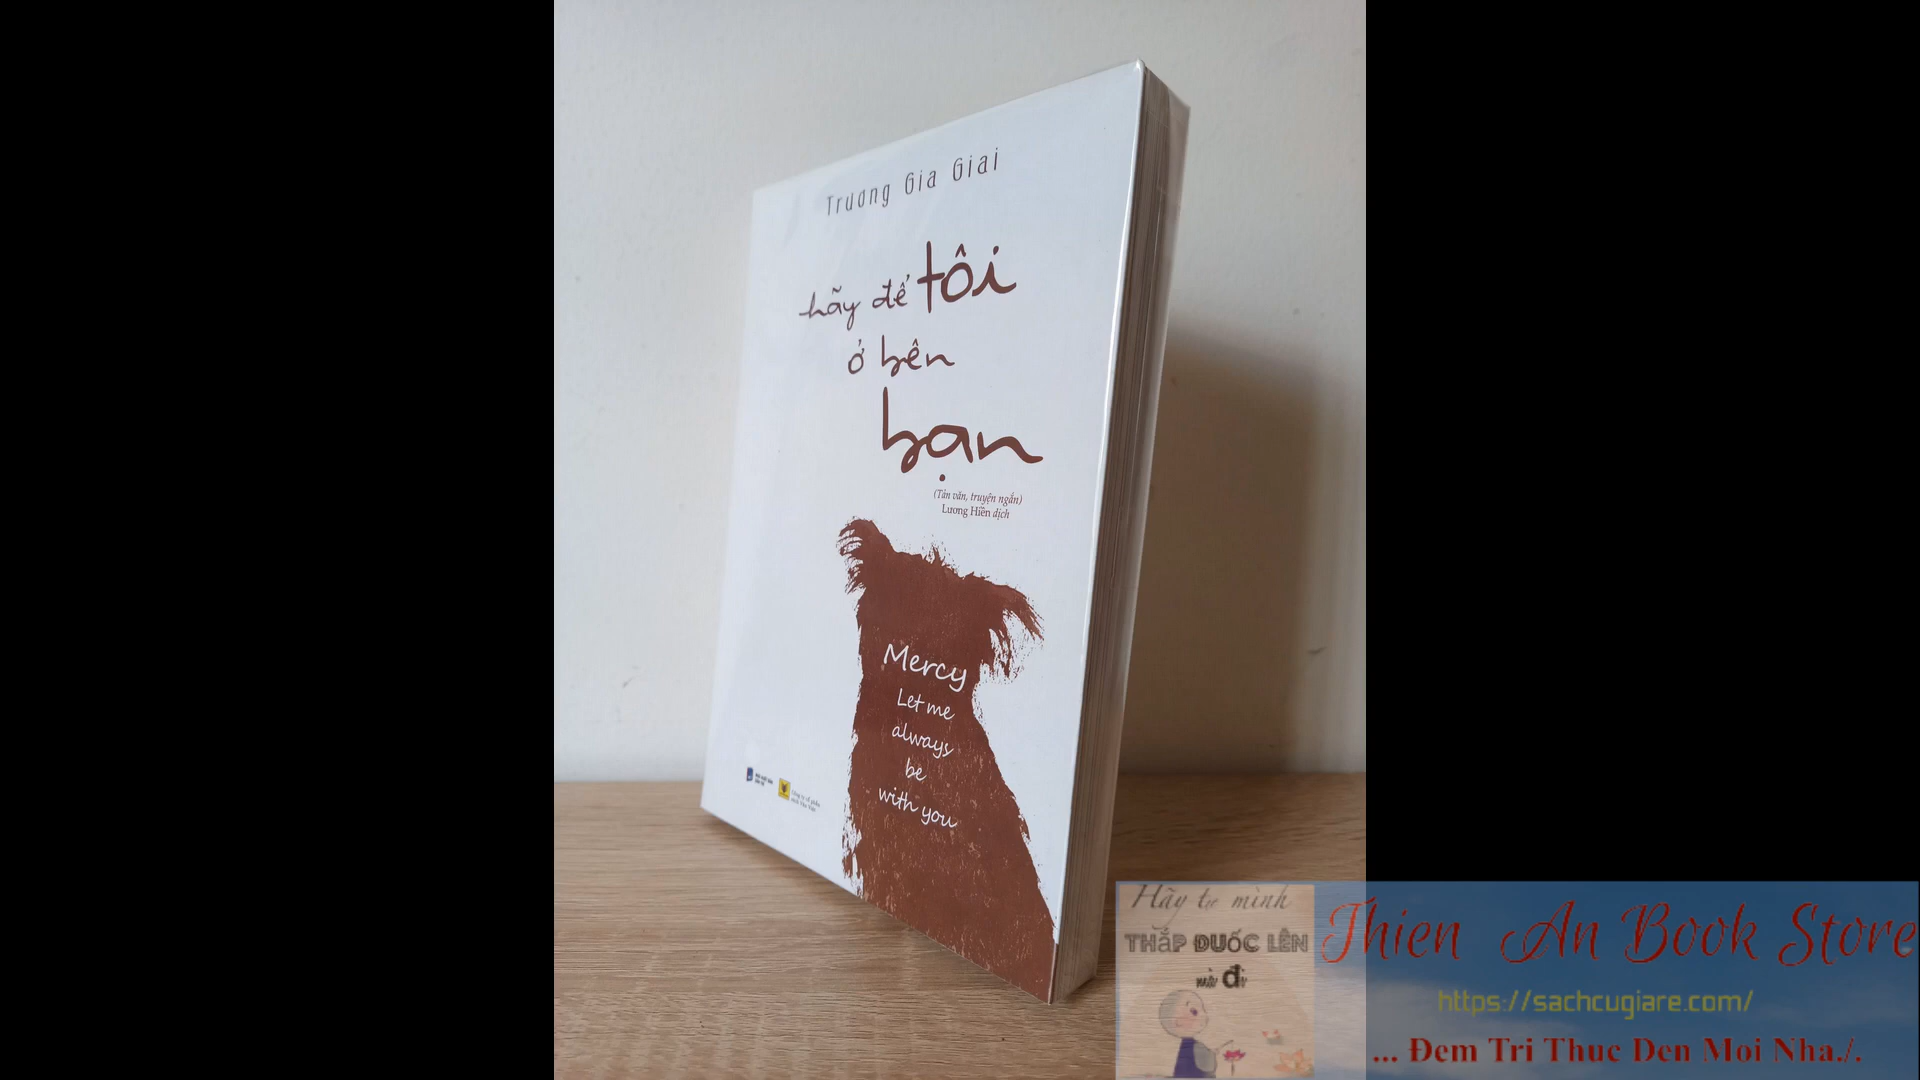 Trương Gia Giai
hãy để tôi
ở bên
bạn
(Tản văn, truyện ngắn)
Lương Hiền dịch
Mercy
Let me
always
be
with you
Hãy tự mình
THẮP ĐUỐC LÊN
mà đi
Thien An Book Store
https://sachcugiare.com/
... Đem Tri Thuc Den Moi Nha./.